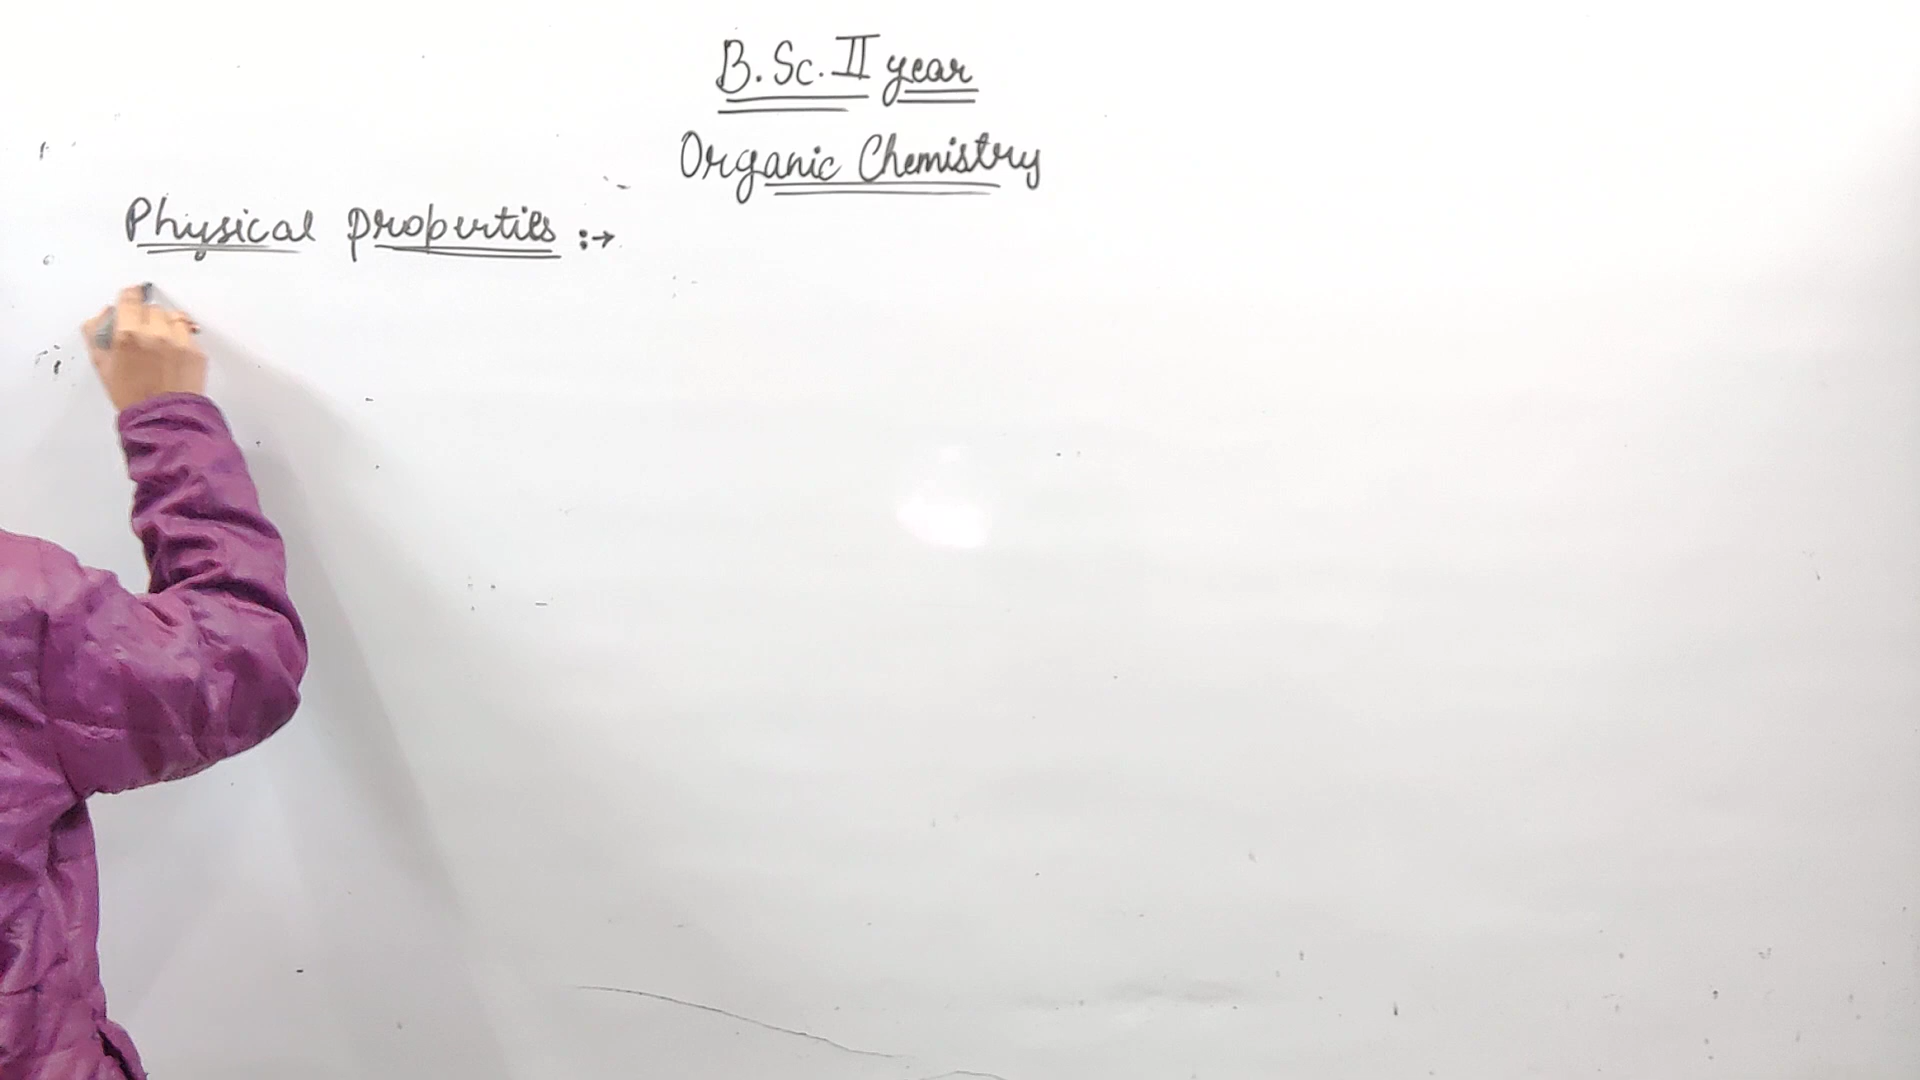 B.Sc. II year
Organic Chemistry
Physical properties :→